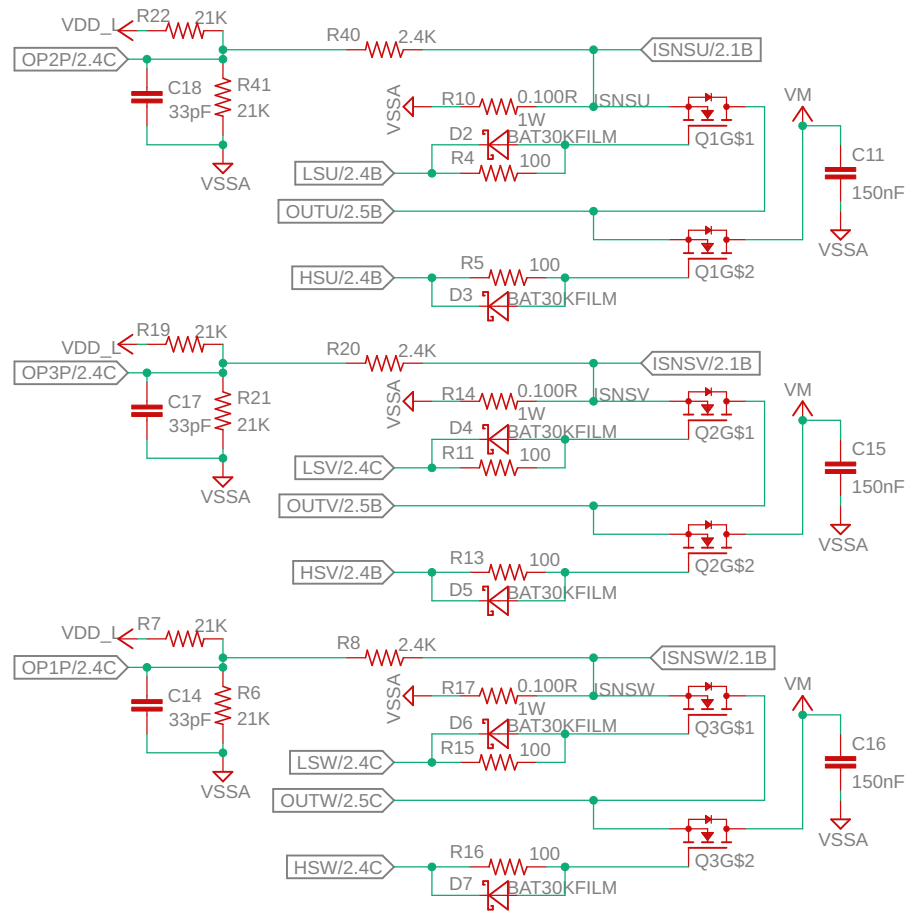 R22 21K
VDD_L
OP2P/2.4C
R40 2.4K
ISNSU/2.1B
C18
33pF
R41
21K
VSSA
VSSA
R10 0.100R
1W
ISNSU
Q1G$1
VM
D2 BAT30KFILM
R4 100
LSU/2.4B
C11
150nF
VSSA
OUTU/2.5B
Q1G$2
HSU/2.4B
R5 100
D3 BAT30KFILM
R19 21K
VDD_L
OP3P/2.4C
R20 2.4K
ISNSV/2.1B
C17
33pF
R21
21K
VSSA
VSSA
R14 0.100R
1W
ISNSV
Q2G$1
VM
D4 BAT30KFILM
R11 100
LSV/2.4C
C15
150nF
VSSA
OUTV/2.5B
Q2G$2
HSV/2.4B
R13 100
D5 BAT30KFILM
R7 21K
VDD_L
OP1P/2.4C
R8 2.4K
ISNSW/2.1B
C14
33pF
R6
21K
VSSA
VSSA
R17 0.100R
1W
ISNSW
Q3G$1
VM
D6 BAT30KFILM
R15 100
LSW/2.4C
C16
150nF
VSSA
OUTW/2.5C
Q3G$2
HSW/2.4C
R16 100
D7 BAT30KFILM